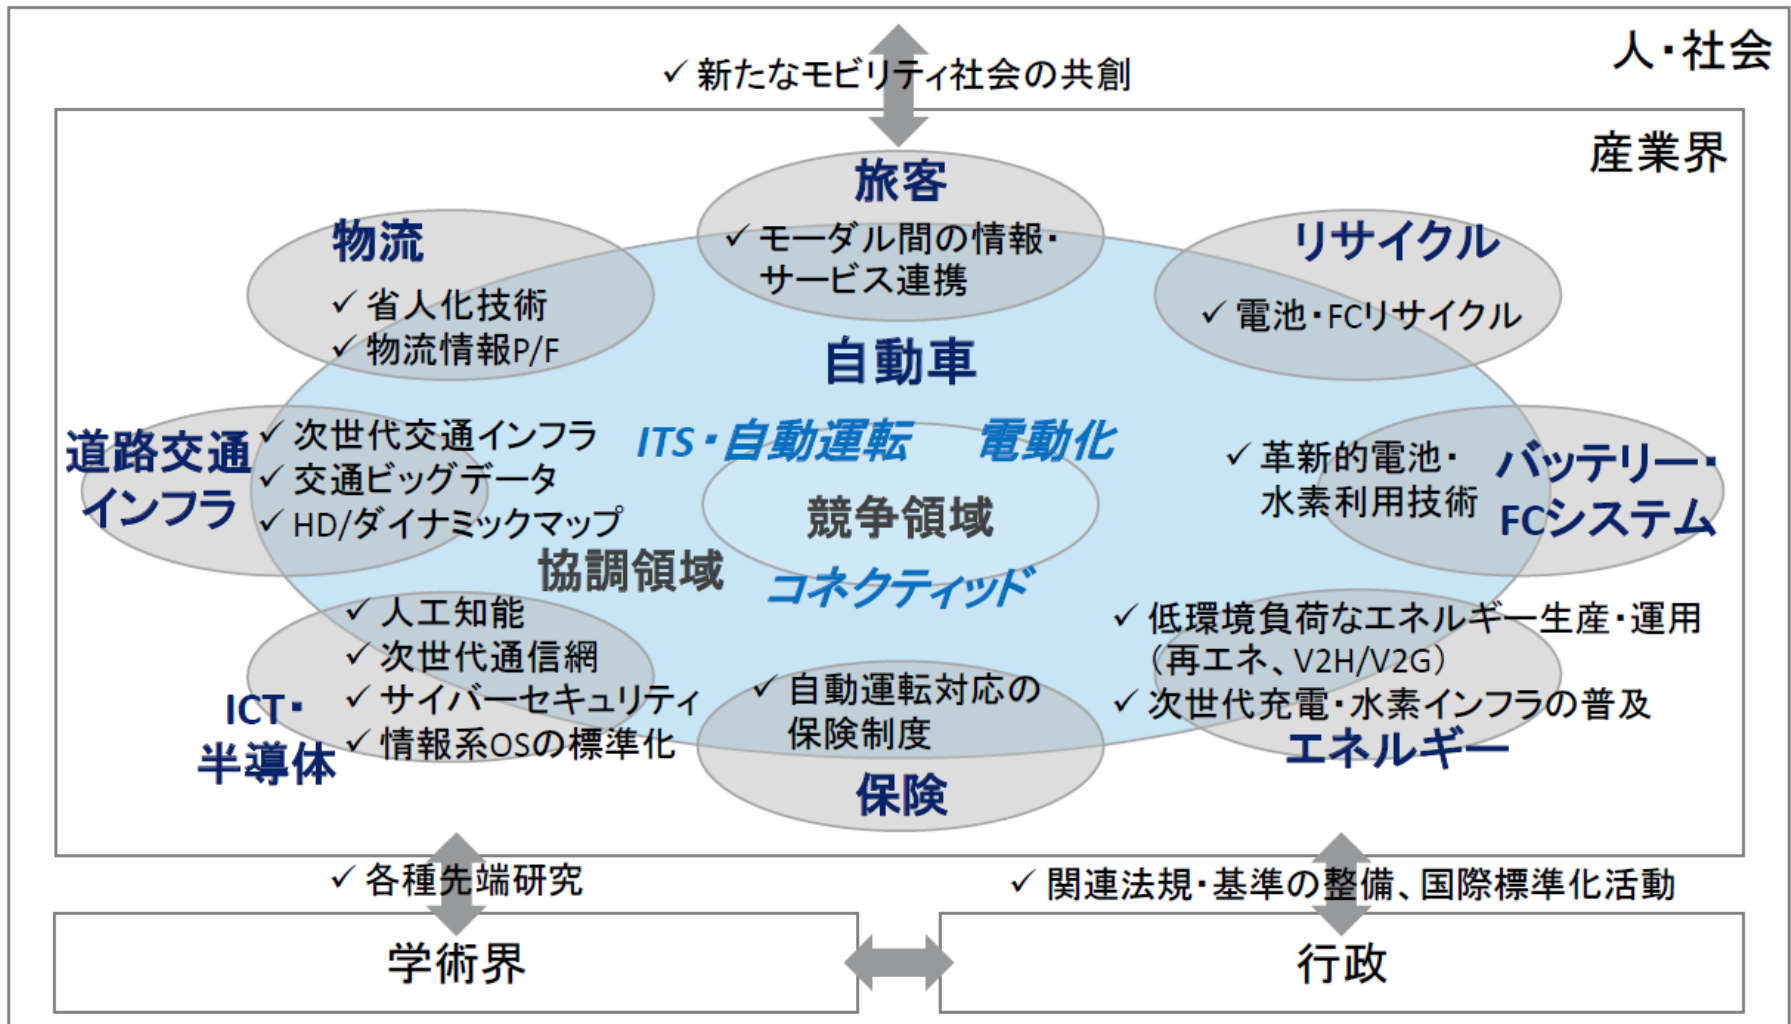 人・社会
✓ 新たなモビリティ社会の共創
産業界
旅客
✓ モーダル間の情報・
サービス連携
物流
✓ 省人化技術
✓ 物流情報P/F
リサイクル
✓ 電池・FCリサイクル
自動車
道路交通
インフラ
✓ 次世代交通インフラ
✓ 交通ビッグデータ
✓ HD/ダイナミックマップ
ITS・自動運転
電動化
競争領域
協調領域
コネクティッド
✓ 革新的電池・
水素利用技術
バッテリー・
FCシステム
ICT・
半導体
✓ 人工知能
✓ 次世代通信網
✓ サイバーセキュリティ
✓ 情報系OSの標準化
✓ 自動運転対応の
保険制度
保険
✓ 低環境負荷なエネルギー生産・運用
（再エネ、V2H/V2G）
✓ 次世代充電・水素インフラの普及
エネルギー
✓ 各種先端研究
✓ 関連法規・基準の整備、国際標準化活動
学術界
行政